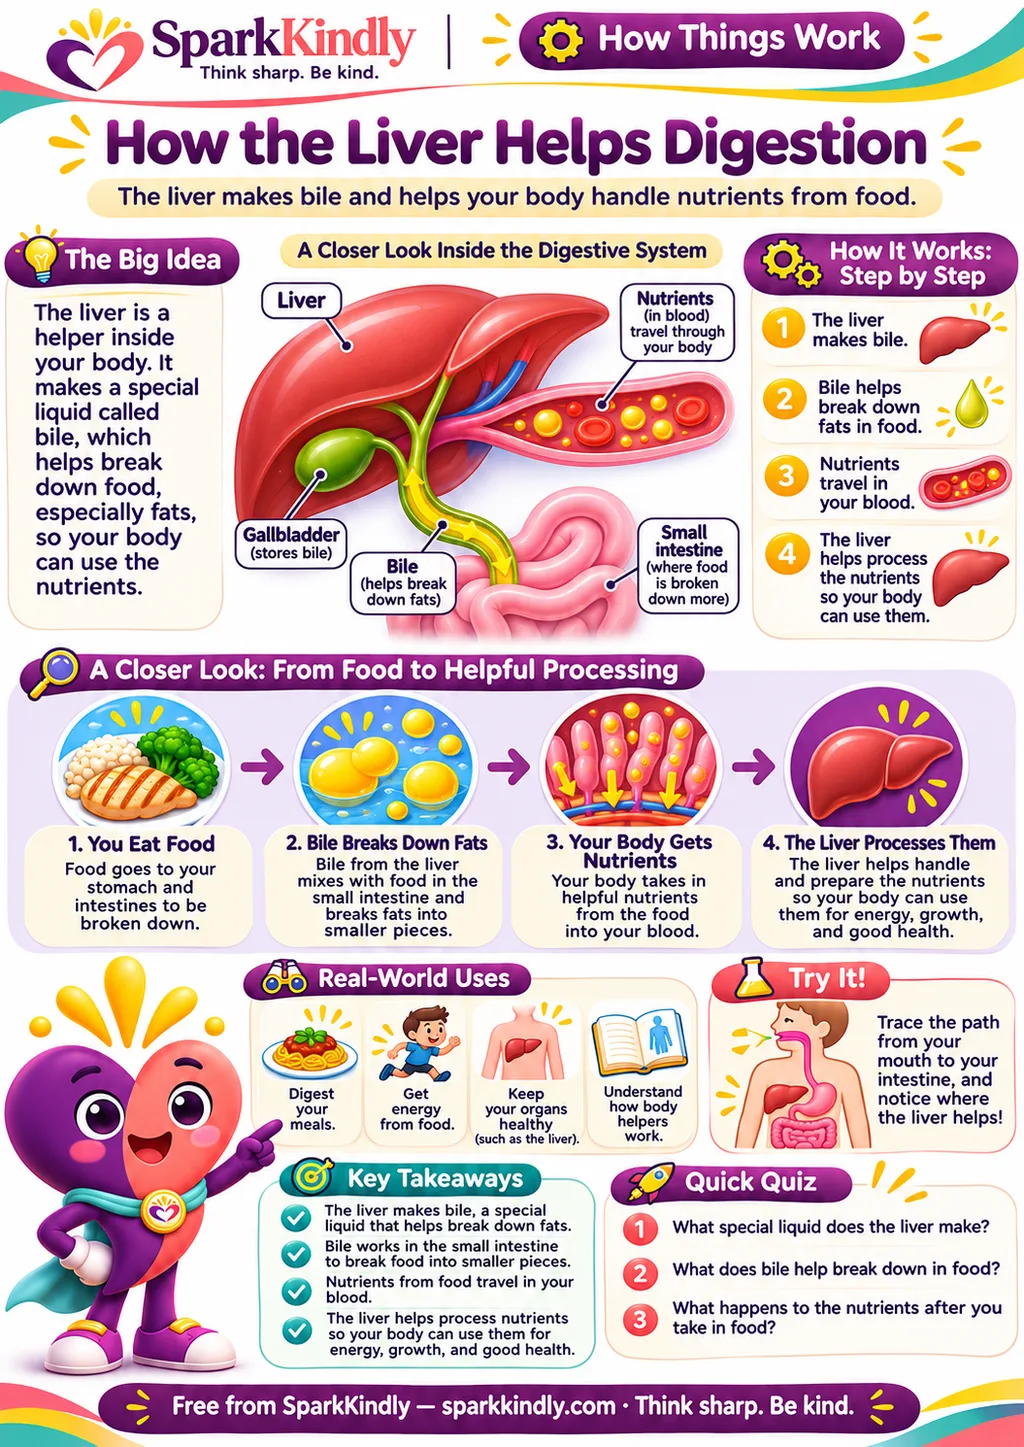 SparkKindly
Think sharp. Be kind.
How Things Work
How the Liver Helps Digestion
The liver makes bile and helps your body handle nutrients from food.
The Big Idea
The liver is a
helper inside
your body. It
makes a special
liquid called
bile, which
helps break
down food,
especially fats,
so your body
can use the
nutrients.
A Closer Look Inside the Digestive System
Liver
Nutrients
(in blood)
travel through
your body
Gallbladder
(stores bile)
Bile
(helps break
down fats)
Small
intestine
(where food
is broken
down more)
How It Works:
Step by Step
1
The liver
makes bile.
2
Bile helps
break down
fats in food.
3
Nutrients
travel in
your blood.
4
The liver
helps process
the nutrients
so your body
can use them.
A Closer Look: From Food to Helpful Processing
1. You Eat Food
Food goes to your
stomach and
intestines to be
broken down.
2. Bile Breaks Down Fats
Bile from the liver
mixes with food in the
small intestine and
breaks fats into
smaller pieces.
3. Your Body Gets
Nutrients
Your body takes in
helpful nutrients
from the food
into your blood.
4. The Liver Processes Them
The liver helps handle
and prepare the nutrients
so your body can use
them for energy, growth,
and good health.
Real-World Uses
Digest
your
meals.
Get
energy
from food.
Keep
your organs
healthy
(such as the liver).
Understand
how body
helpers
work.
Try It!
Trace the path
from your
mouth to your
intestine, and
notice where
the liver helps!
Key Takeaways
The liver makes bile, a special
liquid that helps break down fats.
Bile works in the small intestine
to break food into smaller pieces.
Nutrients from food travel in your
blood.
The liver helps process nutrients
so your body can use them for
energy, growth, and good health.
Quick Quiz
1 What special liquid does the liver make?
2 What does bile help break down in food?
3 What happens to the nutrients after you
take in food?
Free from SparkKindly — sparkkindly.com · Think sharp. Be kind.